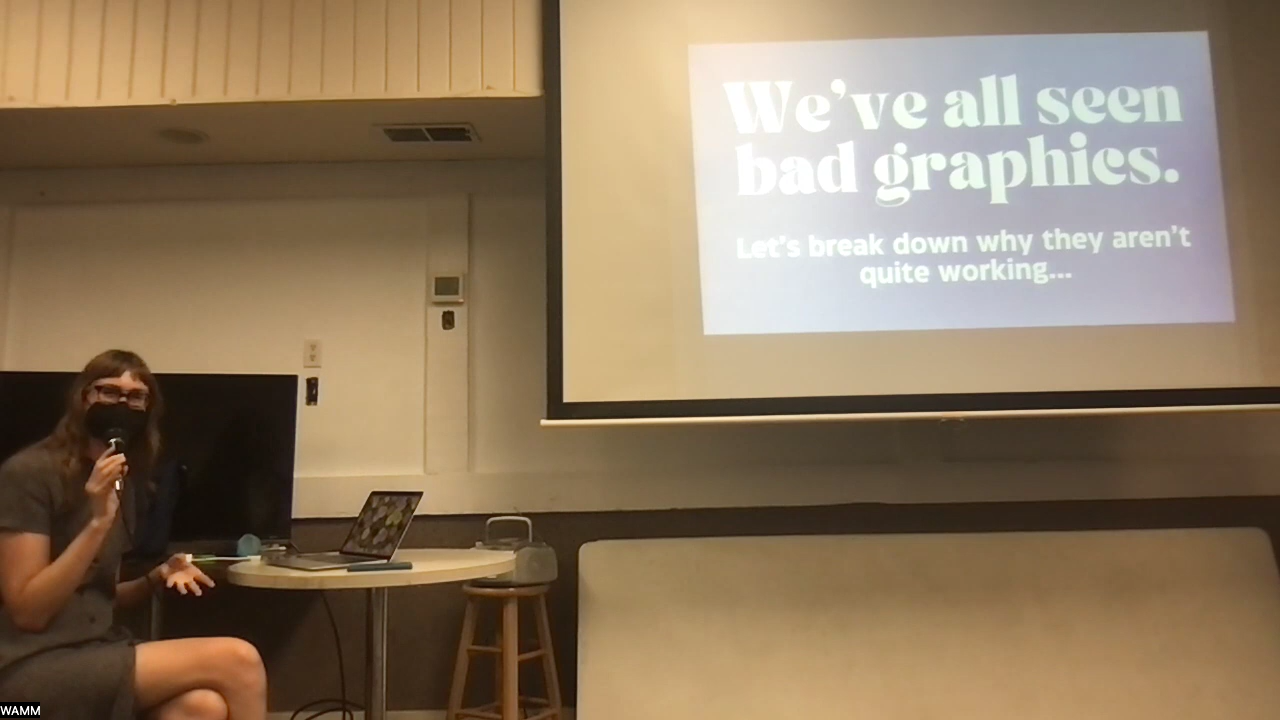 We've all seen
bad graphics.
Let's break down why they aren't
quite working...
WAMM